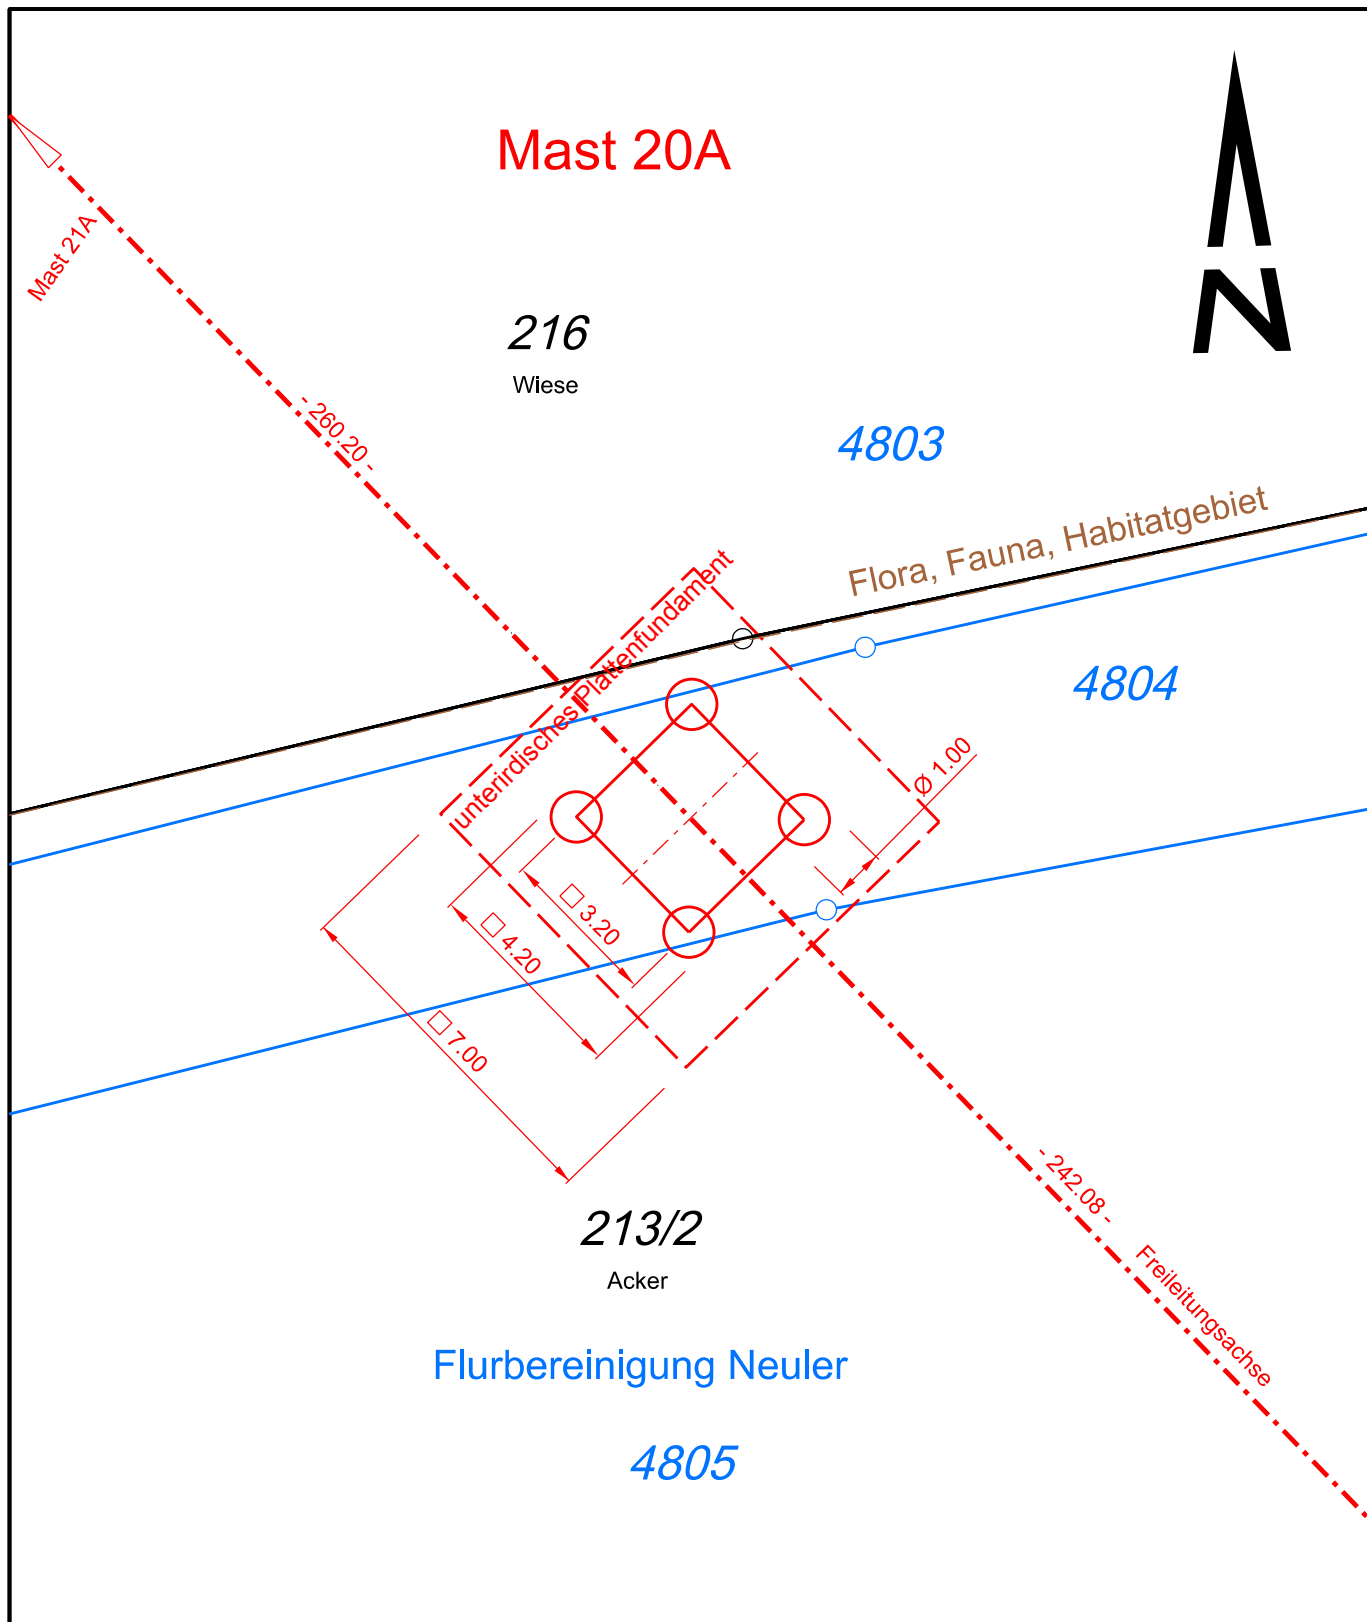 Mast 20A
N
Mast 21A
216
Wiese
- 260.20 -
4803
Flora, Fauna, Habitatgebiet
unterirdisches Plattenfundament
4804
Ø 1.00
□ 3.20
□ 4.20
□ 7.00
- 242.08 -
Freileitungsachse
213/2
Acker
Flurbereinigung Neuler
4805